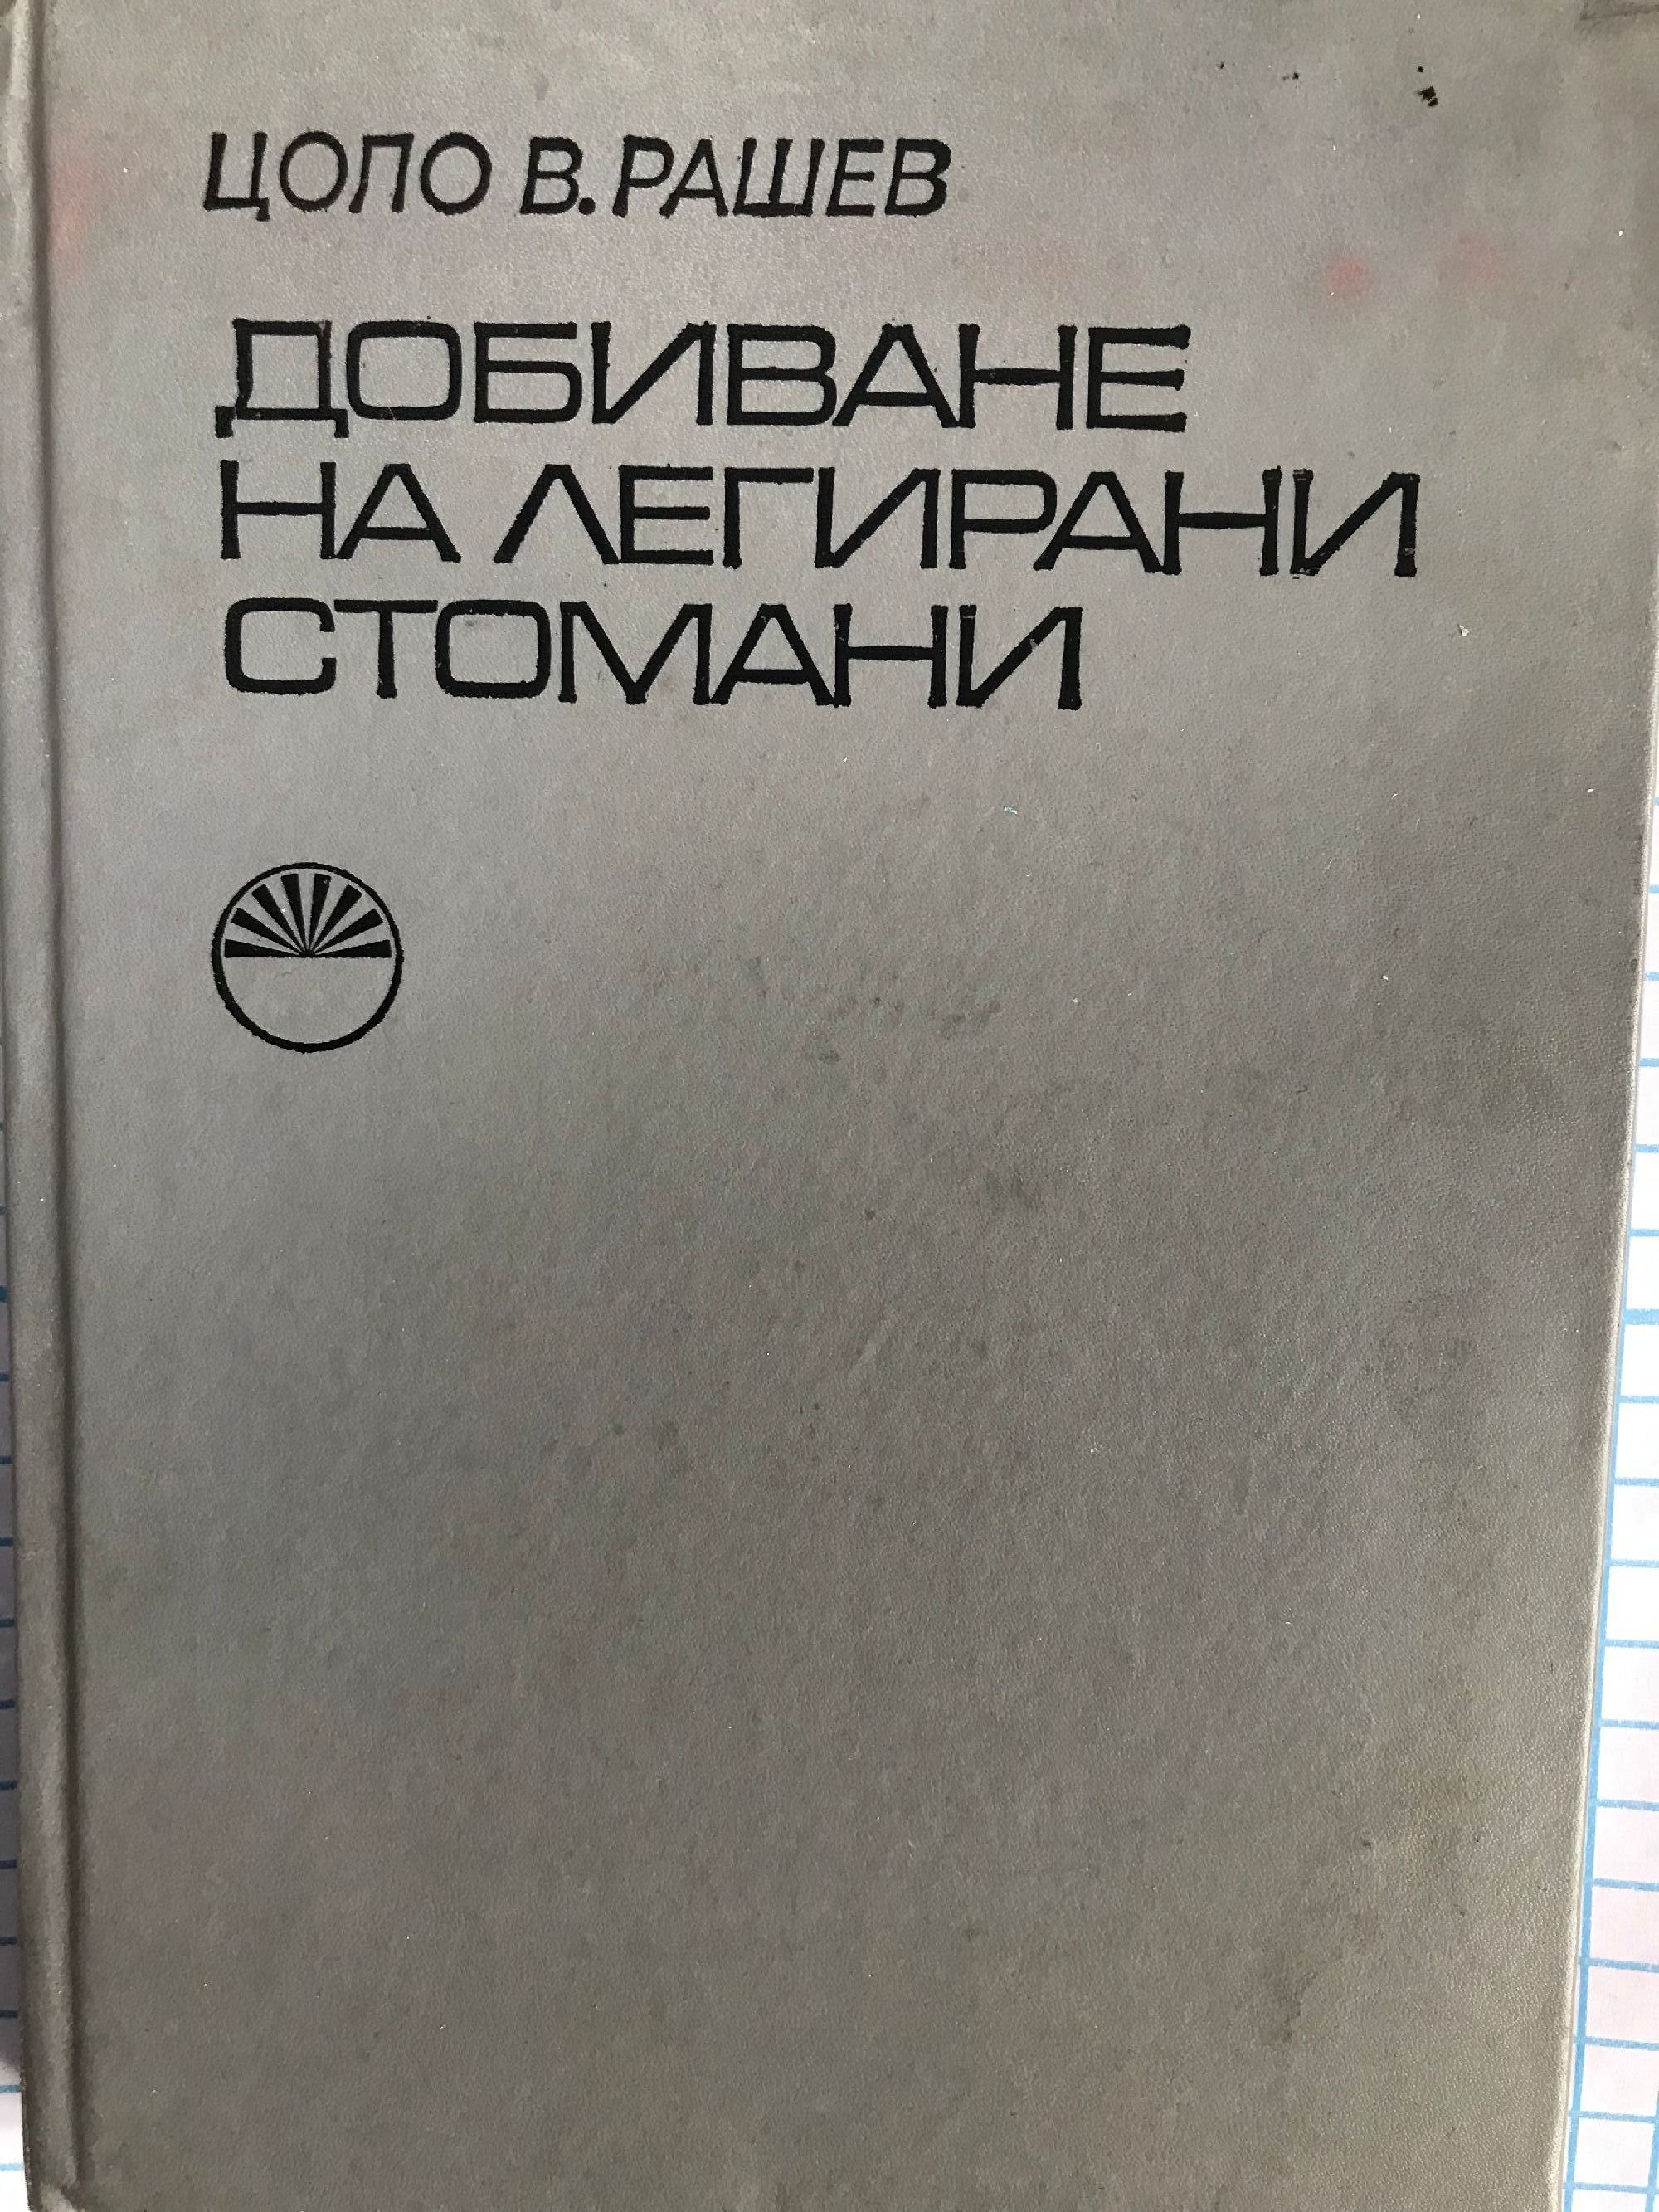 ЦОЛО В. РАШЕВ
ДОБИВАНЕ
НА ЛЕГИРАНИ
СТОМАНИ